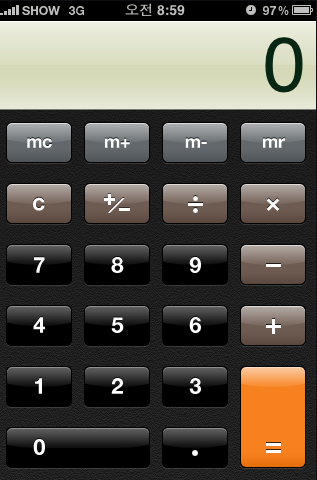 SHOW 3G 오전 8:59 97%
0
mc m+ m- mr
c +/− ÷ ×
7 8 9 −
4 5 6 +
1 2 3
0 . =